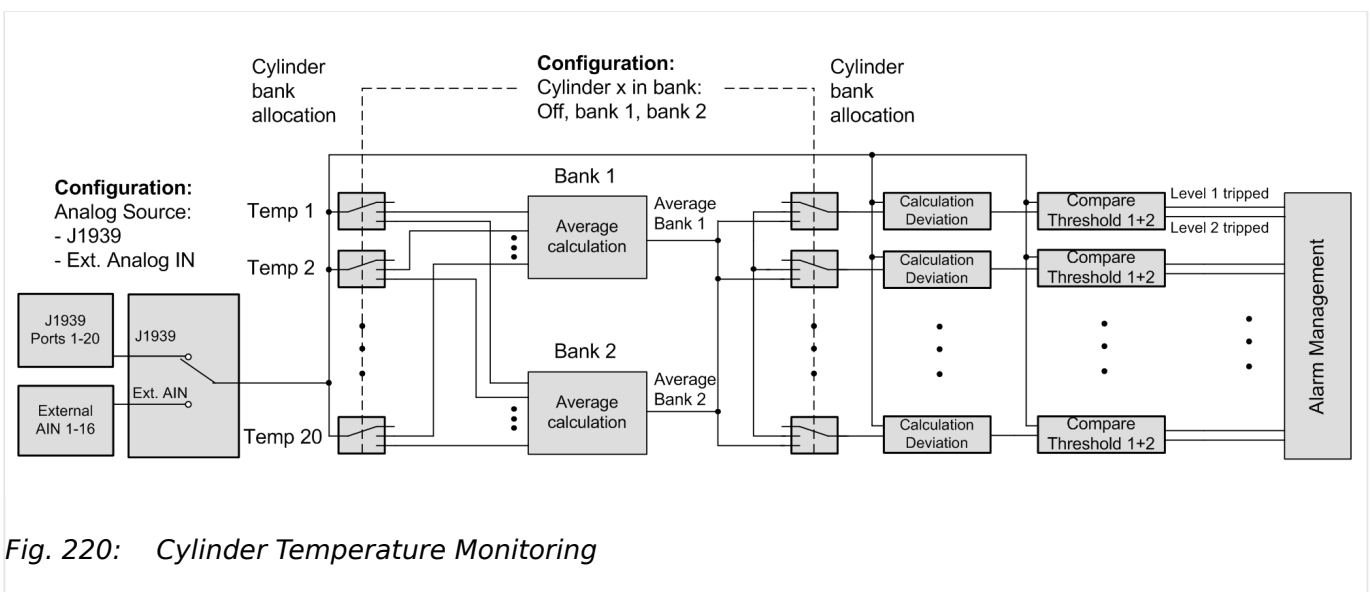 Cylinder
bank
allocation
Configuration:
Cylinder x in bank:
Off, bank 1, bank 2
Cylinder
bank
allocation
Configuration:
Analog Source:
- J1939
- Ext. Analog IN
J1939
Ports 1-20
External
AIN 1-16
J1939
Ext. AIN
Temp 1
Temp 2
Temp 20
Bank 1
Average
calculation
Average
Bank 1
Bank 2
Average
calculation
Average
Bank 2
Calculation
Deviation
Compare
Threshold 1+2
Level 1 tripped
Level 2 tripped
Calculation
Deviation
Compare
Threshold 1+2
Calculation
Deviation
Compare
Threshold 1+2
Alarm Management
Fig. 220: Cylinder Temperature Monitoring